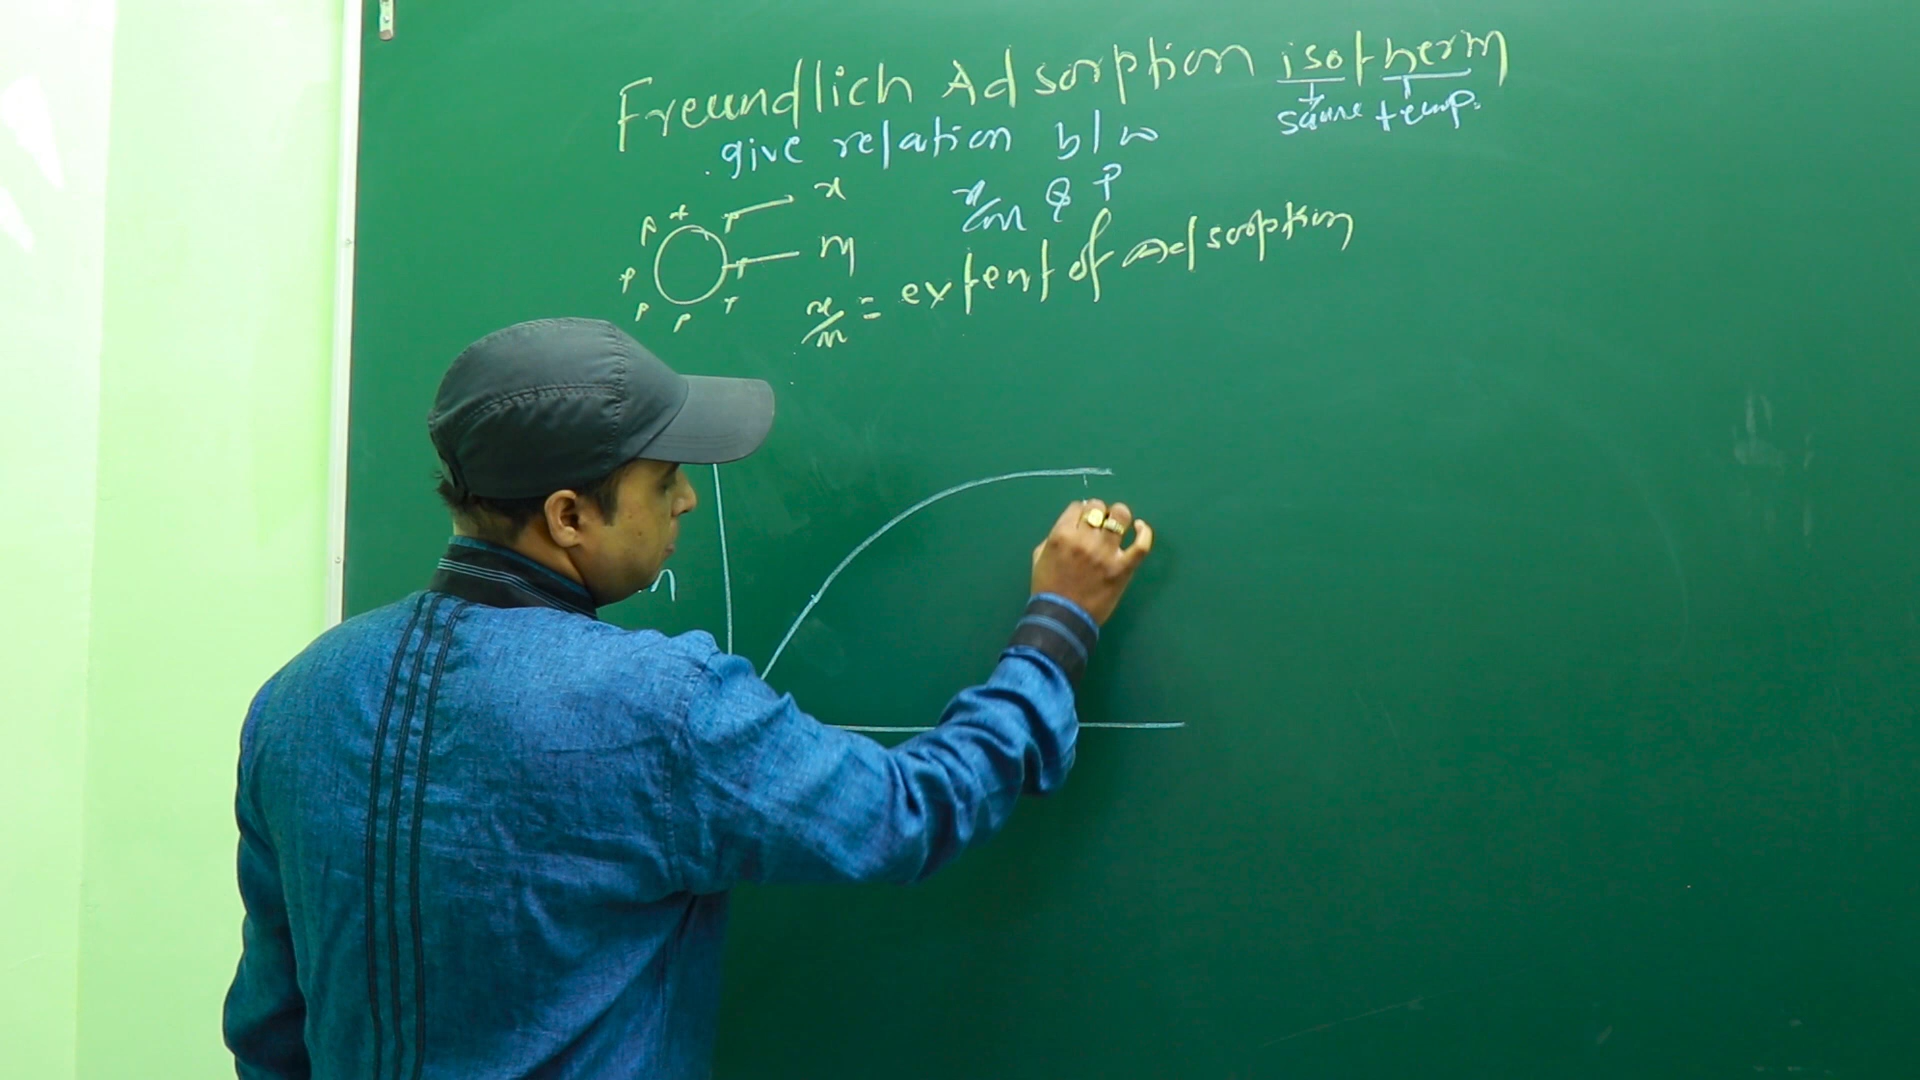 Freundlich Adsorption isotherm
same temp.
give relation b/w
x/m & P
x
m
x/m = extent of Adsorption